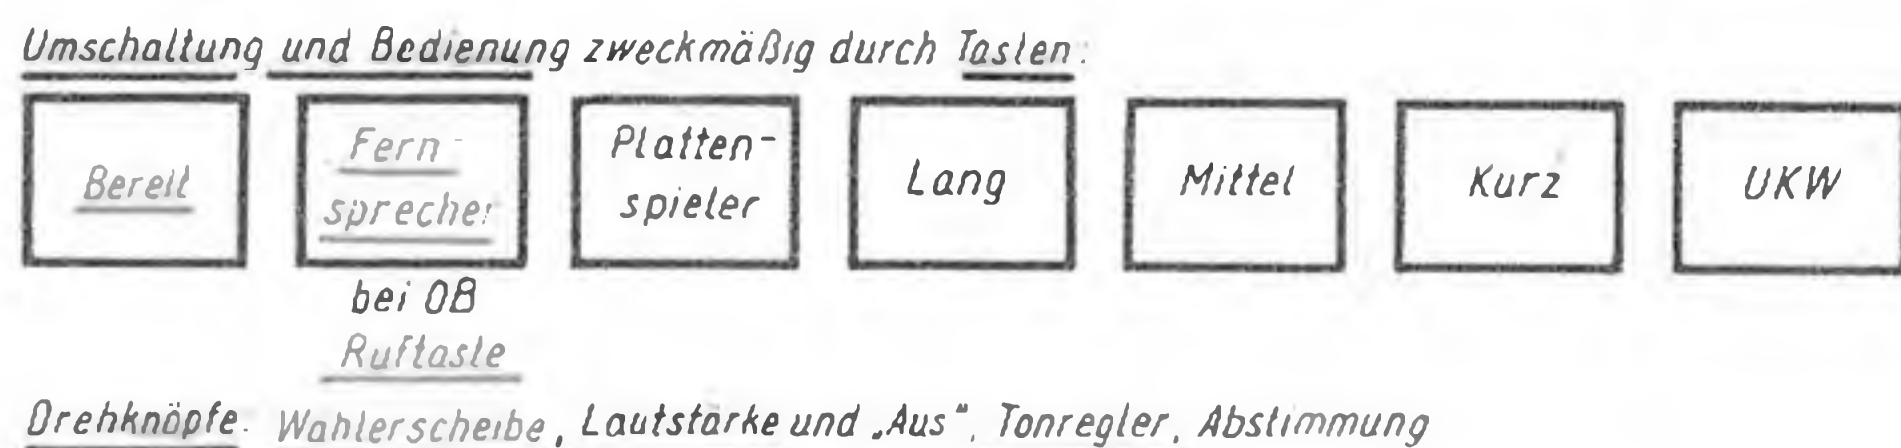 Umschaltung und Bedienung zweckmäßig durch Tasten:
Bereit
Fern-
sprecher
Platten-
spieler
Lang
Mittel
Kurz
UKW
bei OB
Ruftaste
Drehknöpfe: Wählerscheibe, Lautstärke und „Aus“, Tonregler, Abstimmung